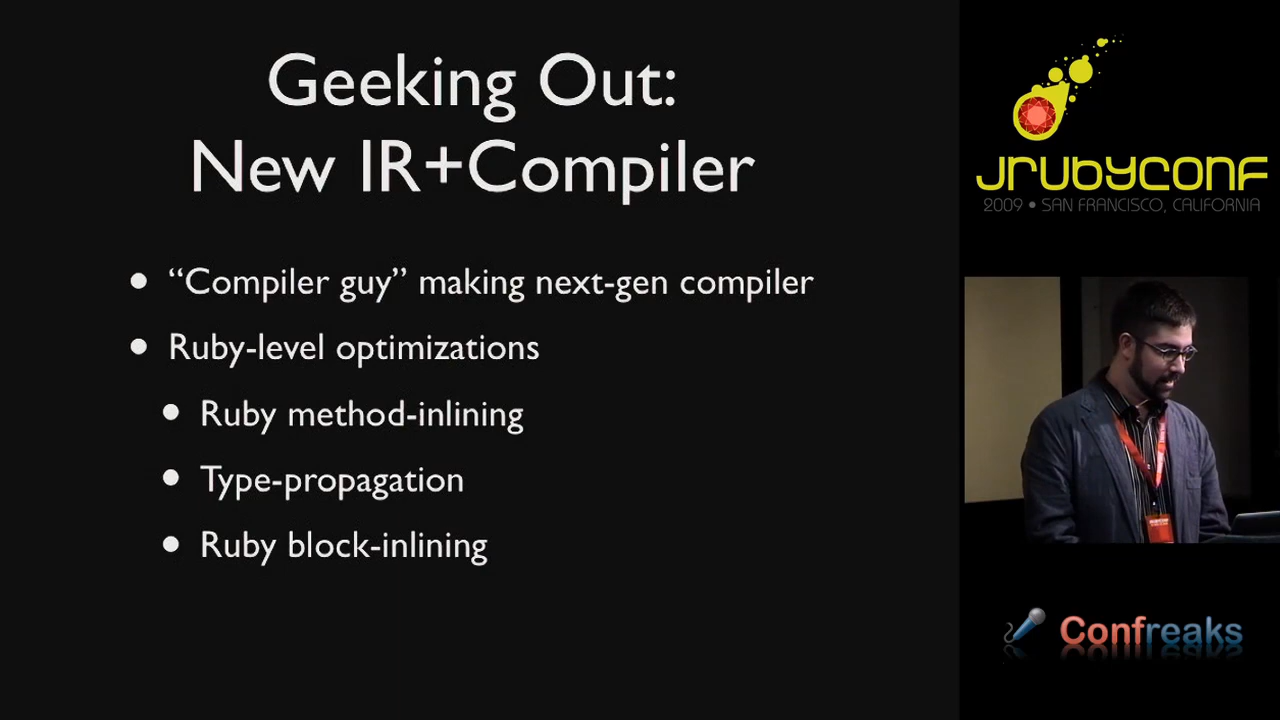 Geeking Out:
New IR+Compiler
• “Compiler guy” making next-gen compiler
• Ruby-level optimizations
• Ruby method-inlining
• Type-propagation
• Ruby block-inlining
JRubyConf
2009 • SAN FRANCISCO, CALIFORNIA
Confreaks